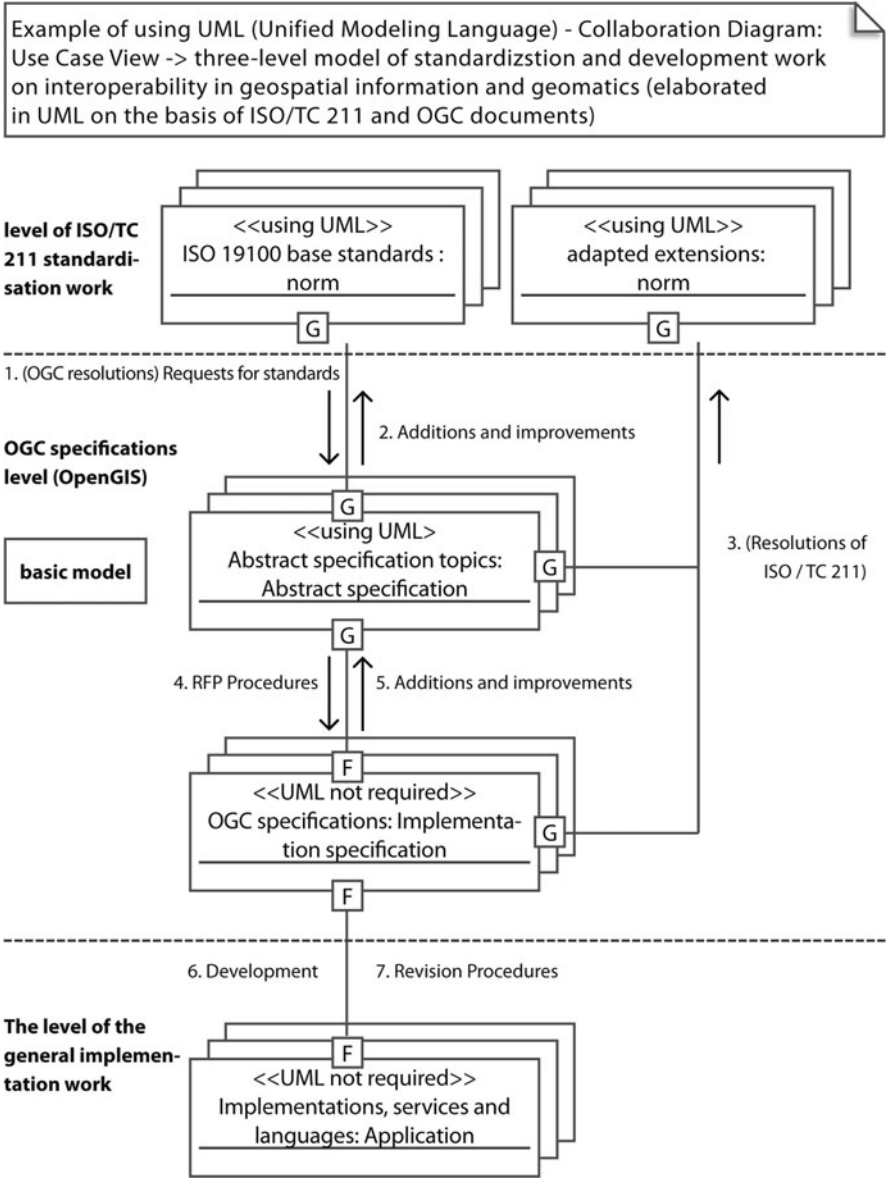 Example of using UML (Unified Modeling Language) - Collaboration Diagram:
Use Case View -> three-level model of standardizstion and development work
on interoperability in geospatial information and geomatics (elaborated
in UML on the basis of ISO/TC 211 and OGC documents)
level of ISO/TC
211 standardi-
sation work
<<using UML>>
ISO 19100 base standards :
norm
G
<<using UML>>
adapted extensions:
norm
G
1. (OGC resolutions) Requests for standards
2. Additions and improvements
OGC specifications
level (OpenGIS)
basic model
G
<<using UML>
Abstract specification topics:
Abstract specification
G
G
3. (Resolutions of
ISO / TC 211)
4. RFP Procedures
5. Additions and improvements
F
<<UML not required>>
OGC specifications: Implementa-
tion specification
G
F
6. Development
7. Revision Procedures
The level of the
general implemen-
tation work
F
<<UML not required>>
Implementations, services and
languages: Application